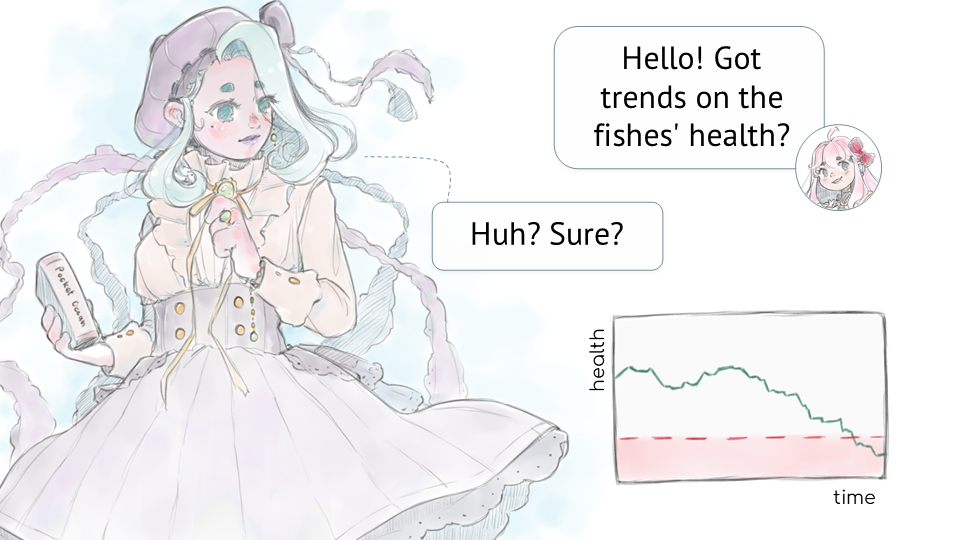 Hello! Got
trends on the
fishes' health?
Huh? Sure?
Pocket Ocean
health
time